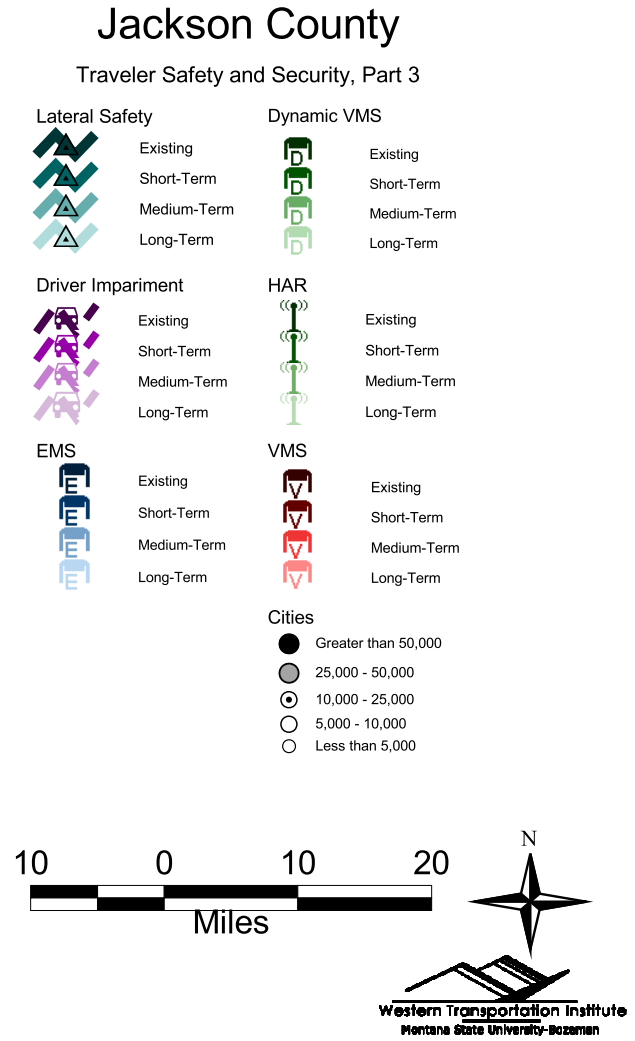 Jackson County
Traveler Safety and Security, Part 3
Lateral Safety
Existing
Short-Term
Medium-Term
Long-Term
Driver Impariment
Existing
Short-Term
Medium-Term
Long-Term
EMS
E Existing
E Short-Term
E Medium-Term
E Long-Term
Dynamic VMS
D Existing
D Short-Term
D Medium-Term
D Long-Term
HAR
Existing
Short-Term
Medium-Term
Long-Term
VMS
V Existing
V Short-Term
V Medium-Term
V Long-Term
Cities
Greater than 50,000
25,000 - 50,000
10,000 - 25,000
5,000 - 10,000
Less than 5,000
10 0 10 20
Miles
N
Western Transportation Institute
Montana State University-Bozeman